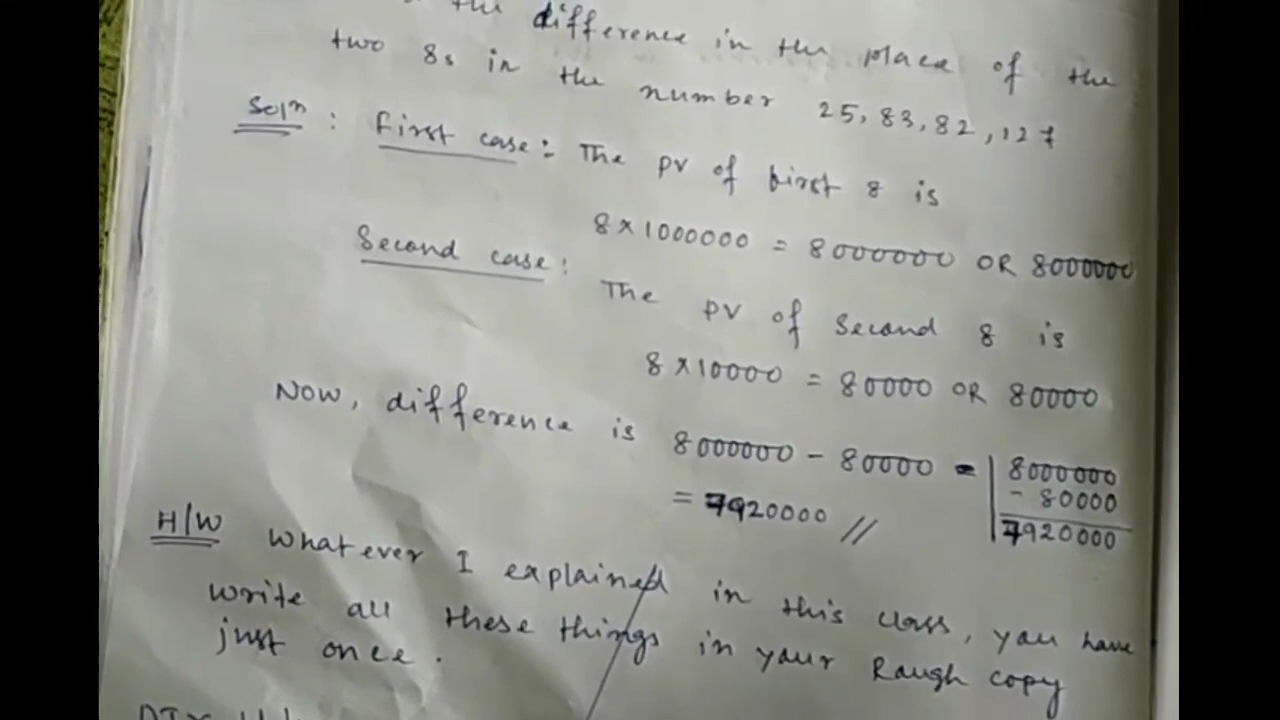 the difference in the place of the
two 8s in the number 25,83,82,127
Soln : First case : The PV of first 8 is
8 × 1000000 = 8000000 OR 8000000
Second case : The PV of Second 8 is
8 × 10000 = 80000 OR 80000
Now, difference is 8000000 - 80000 = 8000000
- 80000
7920000
= 7920000 //
H/W Whatever I explained in this class, you have
write all these things in your Rough copy
just once.